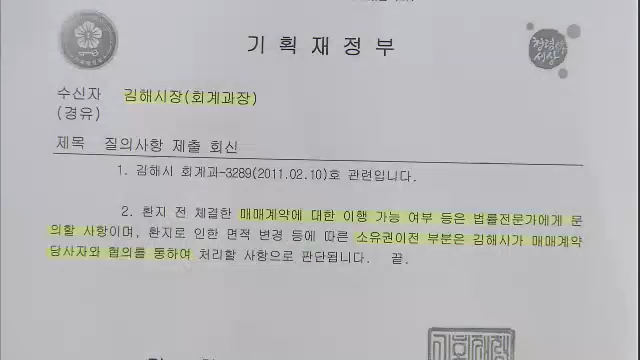 기획재정부
청렴한
세상
수신자 김해시장(회계과장)
(경유)
제목 질의사항 제출 회신
1. 김해시 회계과-3289(2011.02.10)호 관련입니다.
2. 환지 전 체결한 매매계약에 대한 이행 가능 여부 등은 법률전문가에게 문
의할 사항이며, 환지로 인한 면적 변경 등에 따른 소유권이전 부분은 김해시가 매매계약
당사자와 협의를 통하여 처리할 사항으로 판단됩니다. 끝.